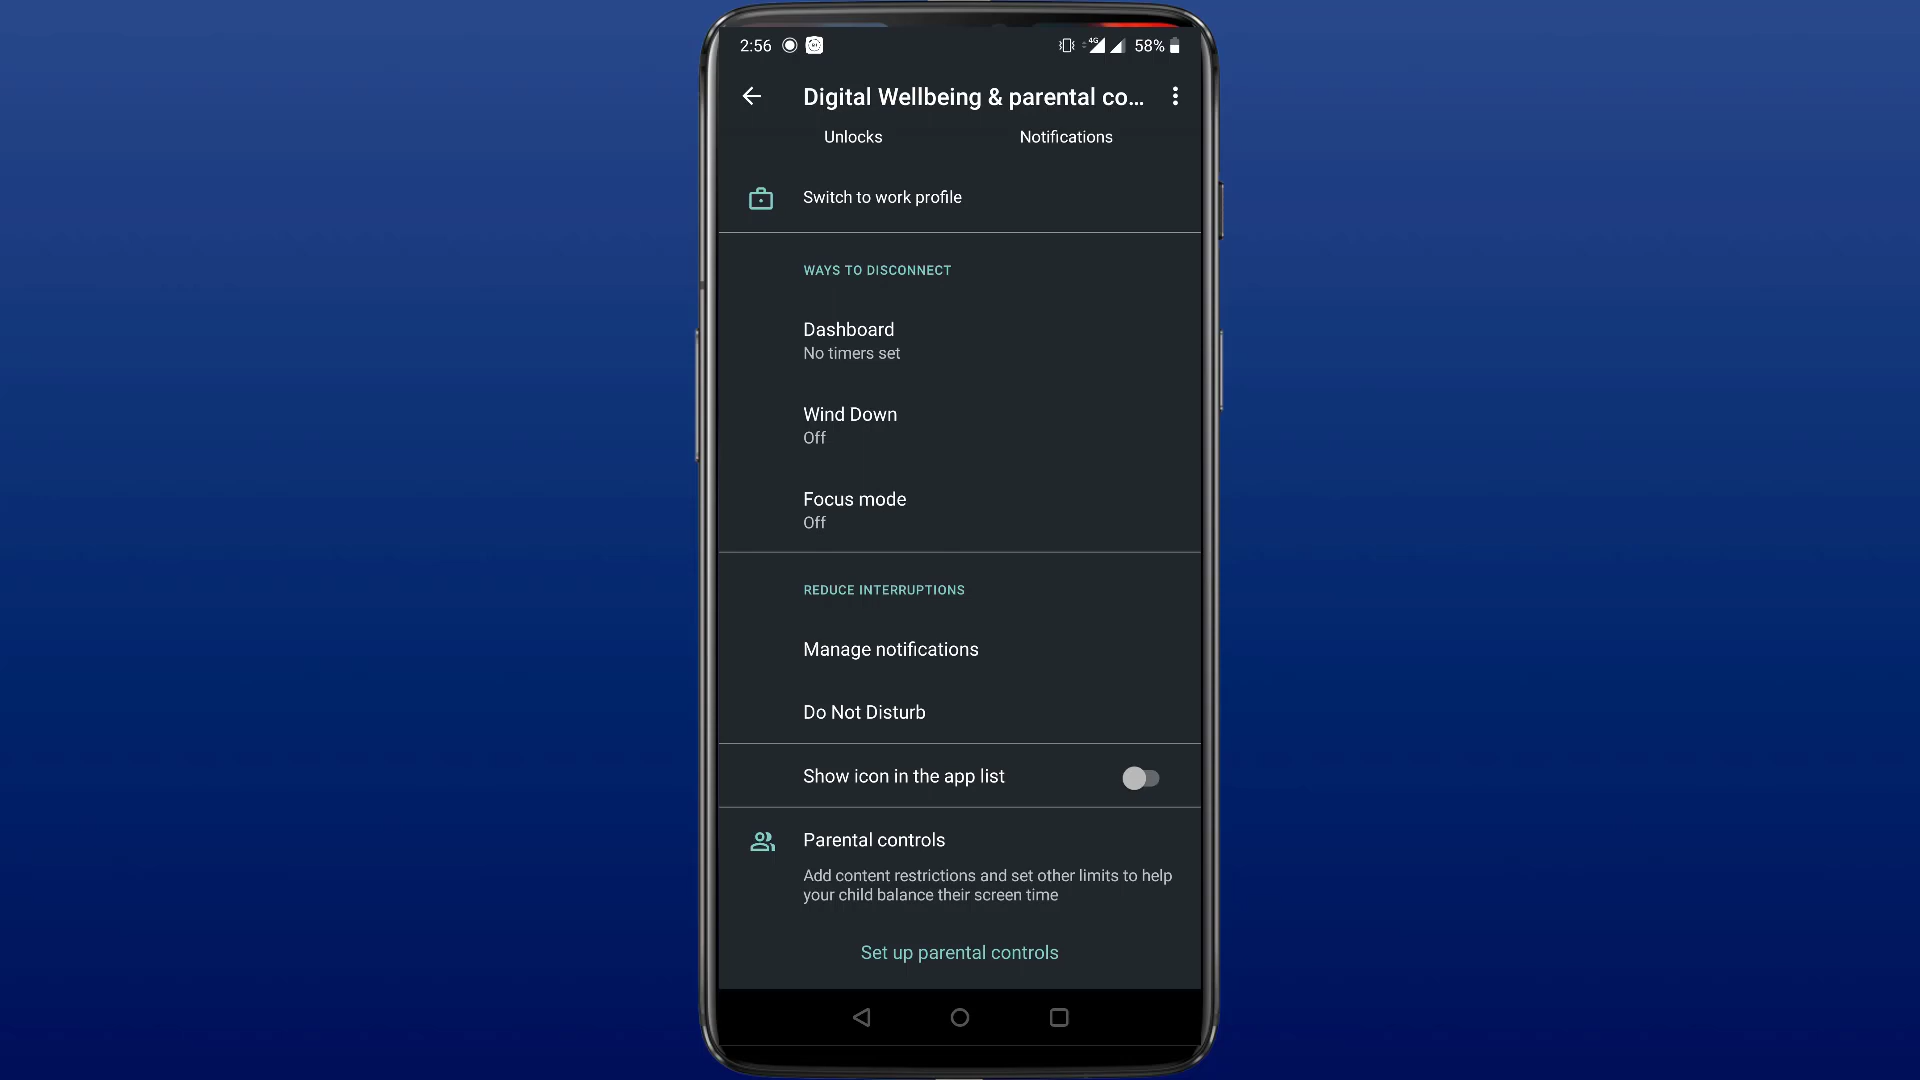 2:56 4G 58%
Digital Wellbeing & parental co...
Unlocks Notifications
Switch to work profile
WAYS TO DISCONNECT
Dashboard
No timers set
Wind Down
Off
Focus mode
Off
REDUCE INTERRUPTIONS
Manage notifications
Do Not Disturb
Show icon in the app list
Parental controls
Add content restrictions and set other limits to help
your child balance their screen time
Set up parental controls